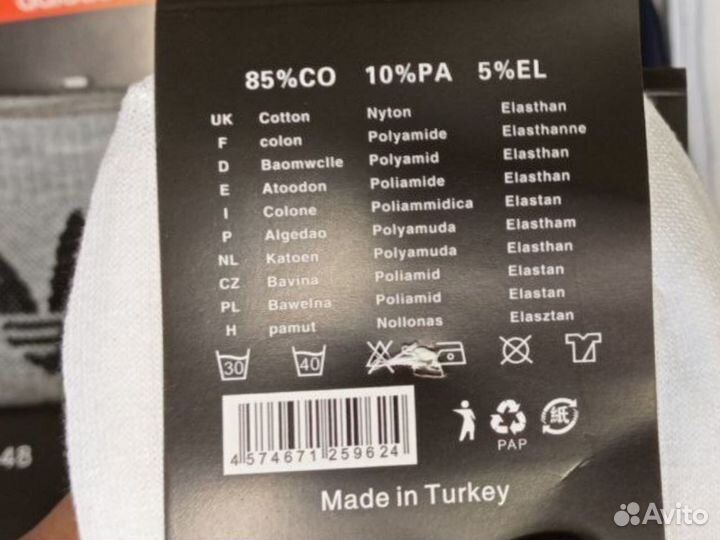 85%CO 10%PA 5%EL
UK Cotton Nyton Elasthan
F colon Polyamide Elasthanne
D Baomwclle Polyamid Elasthan
E Atoodon Poliamide Elasthan
I Colone Poliammidica Elastan
P Algedao Polyamuda Elastham
NL Katoen Polyamuda Elasthan
CZ Bavina Poliamid Elastan
PL Bawelna Poliamid Elastan
H pamut Nollonas Elasztan
30 40
4 574671 259624
PAP
紙
Made in Turkey
48
Avito